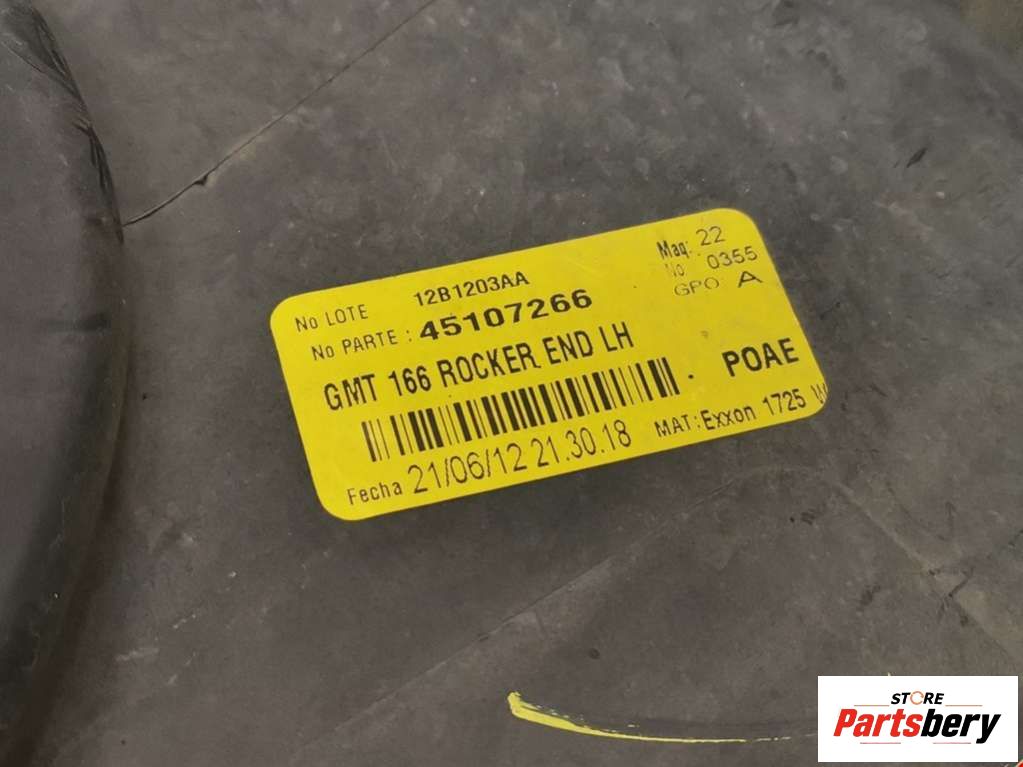 No LOTE 12B1203AA
No PARTE : 45107266
GMT 166 ROCKER END LH
Fecha 21/06/12 21.30.18
Maq: 22
No 0355
GPO: A
POAE
MAT: Exxon 1725
STORE
Partsbery